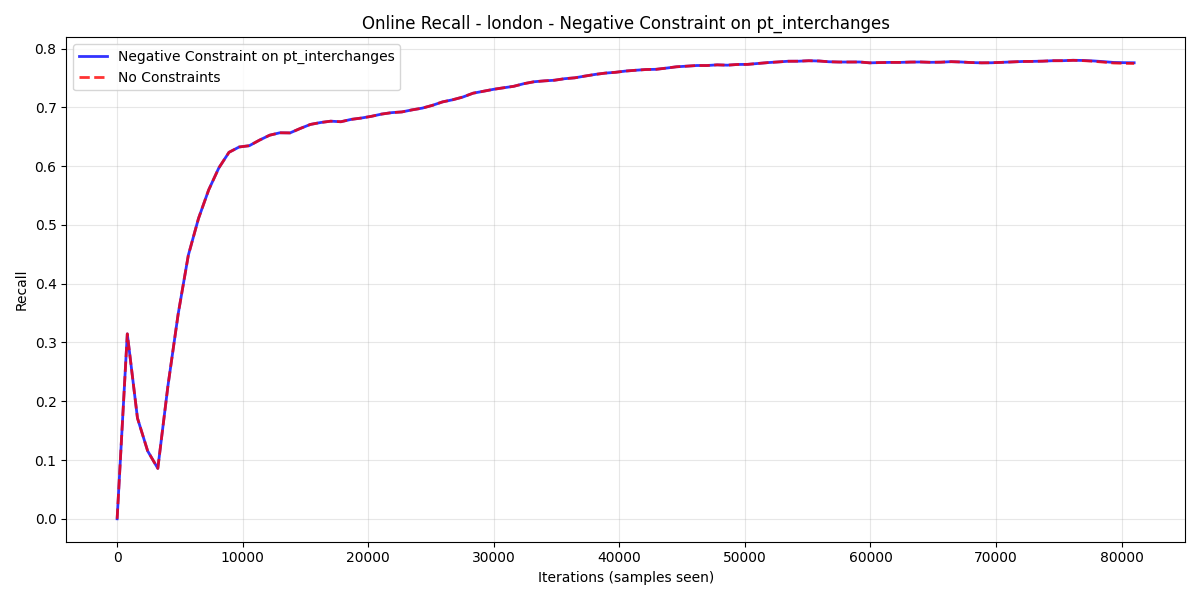 Online Recall - london - Negative Constraint on pt_interchanges
Negative Constraint on pt_interchanges
No Constraints
0.8
0.7
0.6
0.5
0.4
0.3
0.2
0.1
0.0
Recall
0 10000 20000 30000 40000 50000 60000 70000 80000
Iterations (samples seen)